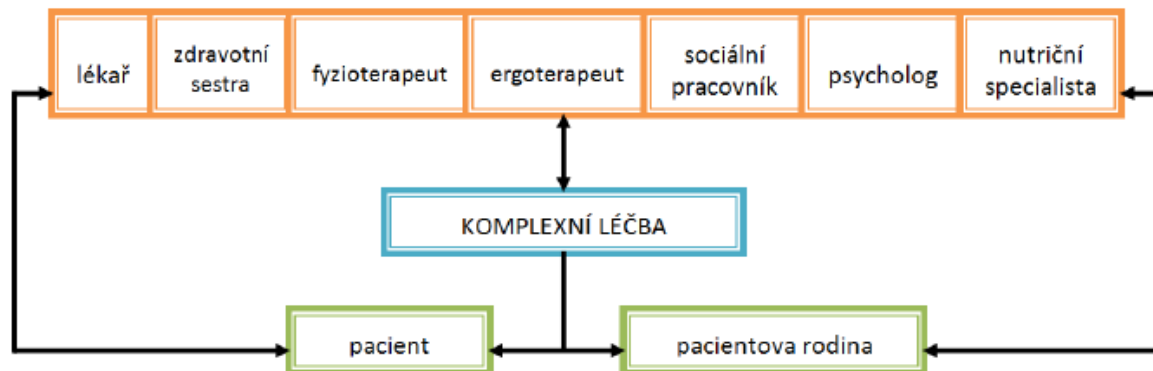 lékař
zdravotní
sestra
fyzioterapeut
ergoterapeut
sociální
pracovník
psycholog
nutriční
specialista
KOMPLEXNÍ LÉČBA
pacient
pacientova rodina